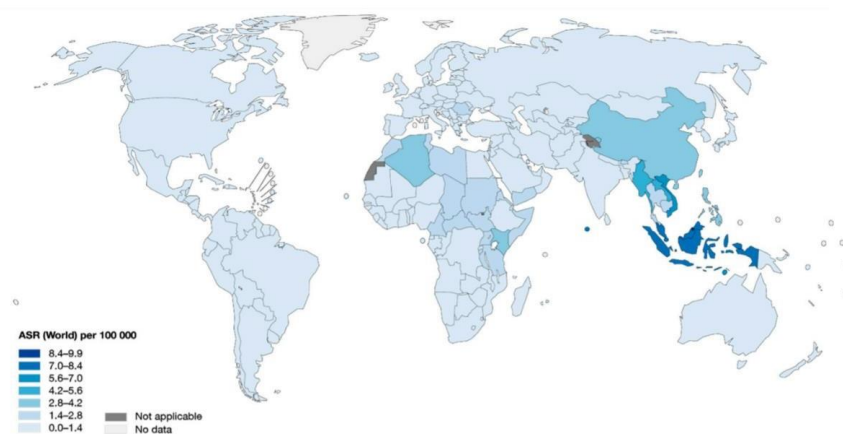 ASR (World) per 100 000
8.4–9.9
7.0–8.4
5.6–7.0
4.2–5.6
2.8–4.2
1.4–2.8
0.0–1.4
Not applicable
No data